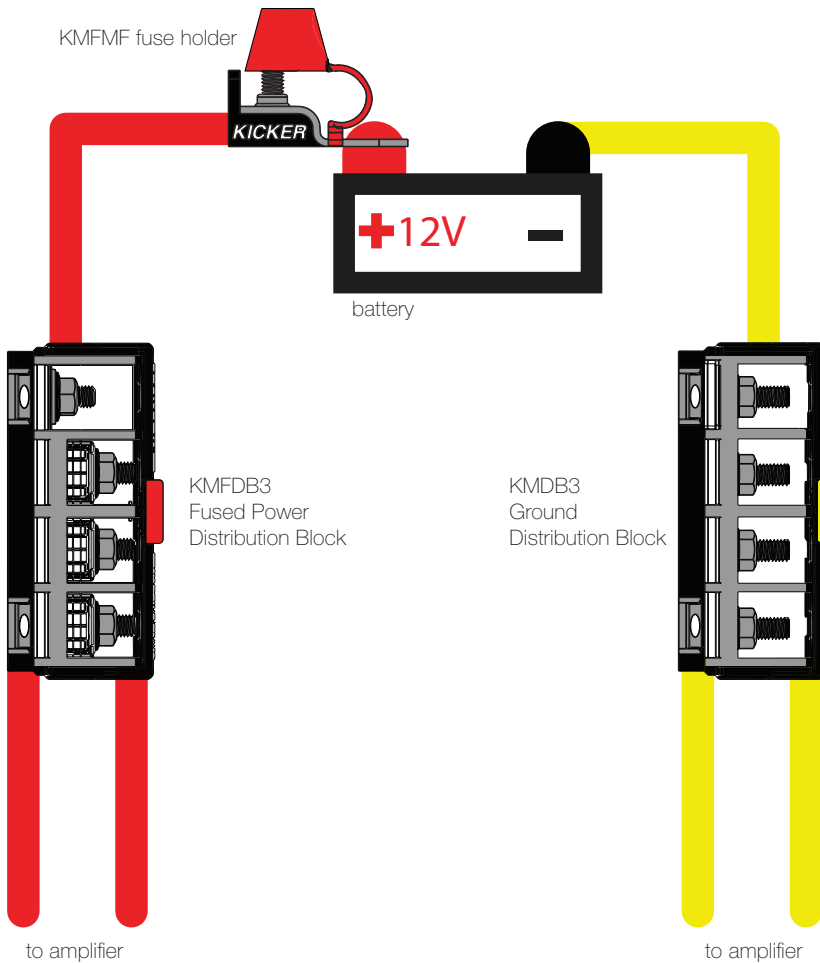 KMFMF fuse holder
KICKER
+12V −
battery
KMFDB3
Fused Power
Distribution Block
KMDB3
Ground
Distribution Block
to amplifier
to amplifier